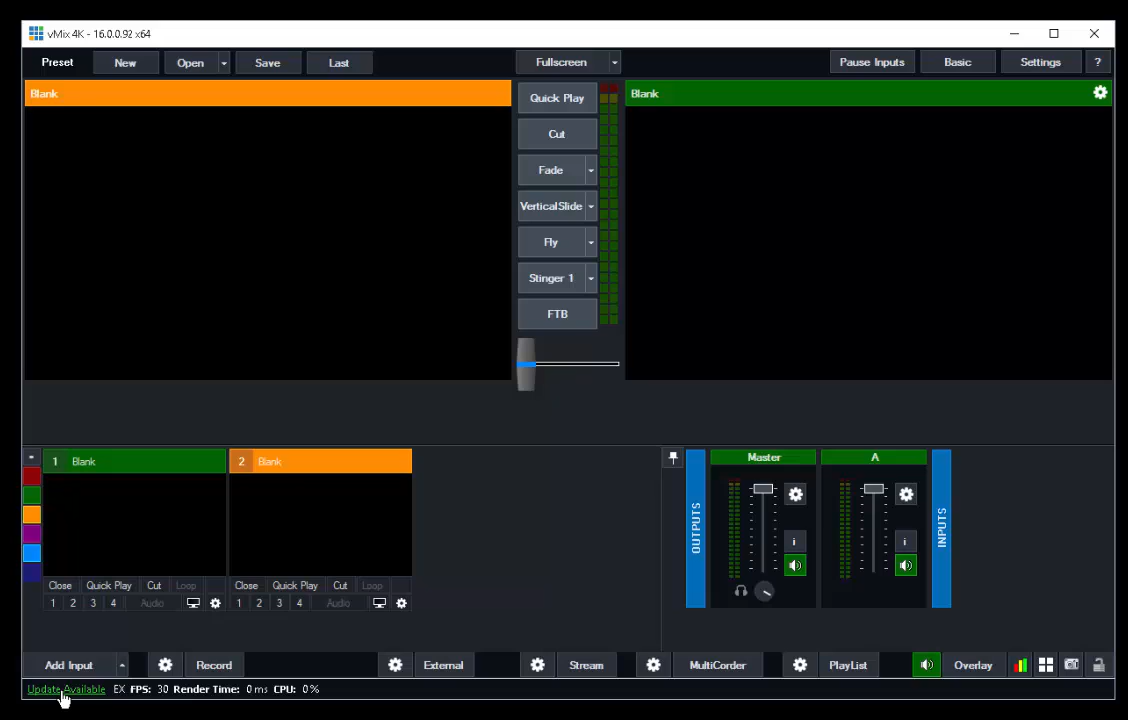 vMix 4K - 16.0.0.92 x64
Preset New Open Save Last Fullscreen Pause Inputs Basic Settings ?
Blank
Quick Play
Cut
Fade
VerticalSlide
Fly
Stinger 1
FTB
Blank
1 Blank
Close Quick Play Cut Loop
1 2 3 4 Audio
2 Blank
Close Quick Play Cut Loop
1 2 3 4 Audio
OUTPUTS
Master
i
A
i
INPUTS
Add Input Record External Stream MultiCorder PlayList Overlay
Update Available EX FPS: 30 Render Time: 0 ms CPU: 0 %